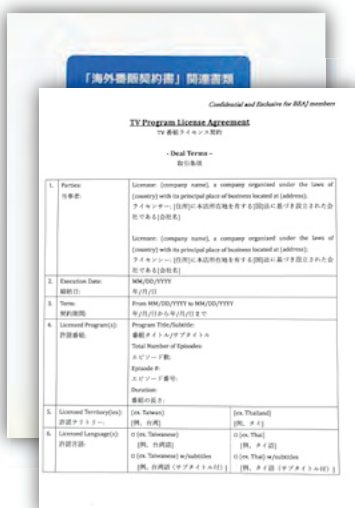 「海外番販契約書」関連書類
Confidential and Exclusive for BEAJ members
TV Program License Agreement
TV 番組ライセンス契約
- Deal Terms -
取引条項
1. Parties:
当事者:
Licensor: (company name), a company organized under the laws of
(country) with its principal place of business located at (address);
ライセンサー: [住所]に本店所在地を有する[国]法に基づき設立された会
社である[会社名]
Licensee: (company name), a company organized under the laws of
(country) with its principal place of business located at (address);
ライセンシー: [住所]に本店所在地を有する[国]法に基づき設立された会
社である[会社名]
2. Execution Date:
締結日:
MM/DD/YYYY
年/月/日
3. Term:
契約期間:
From MM/DD/YYYY to MM/DD/YYYY
年/月/日から年/月/日まで
4. Licensed Program(s):
許諾番組:
Program Title/Subtitle:
番組タイトル/サブタイトル
Total Number of Episodes:
エピソード数:
Episode #:
エピソード番号:
Duration:
番組の長さ:
5. Licensed Territory(ies):
許諾テリトリー:
(ex. Taiwan)
[例、台湾]
(ex. Thailand)
[例、タイ]
6. Licensed Language(s):
許諾言語:
□ (ex. Taiwanese)
[例、台湾語]
□ (ex. Taiwanese) w/subtitles
[例、台湾語(サブタイトル付)]
□ (ex. Thai)
[例、タイ語]
□ (ex. Thai) w/subtitles
[例、タイ語(サブタイトル付)]